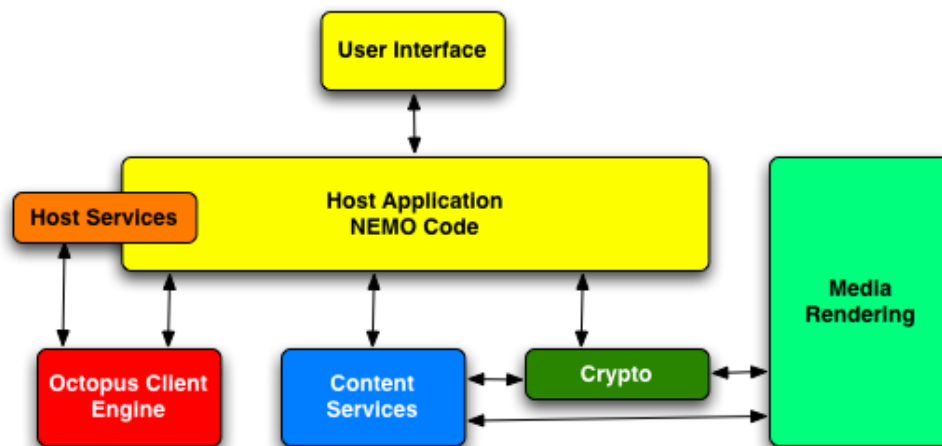 User Interface
Host Application
NEMO Code
Host Services
Media
Rendering
Octopus Client
Engine
Content
Services
Crypto